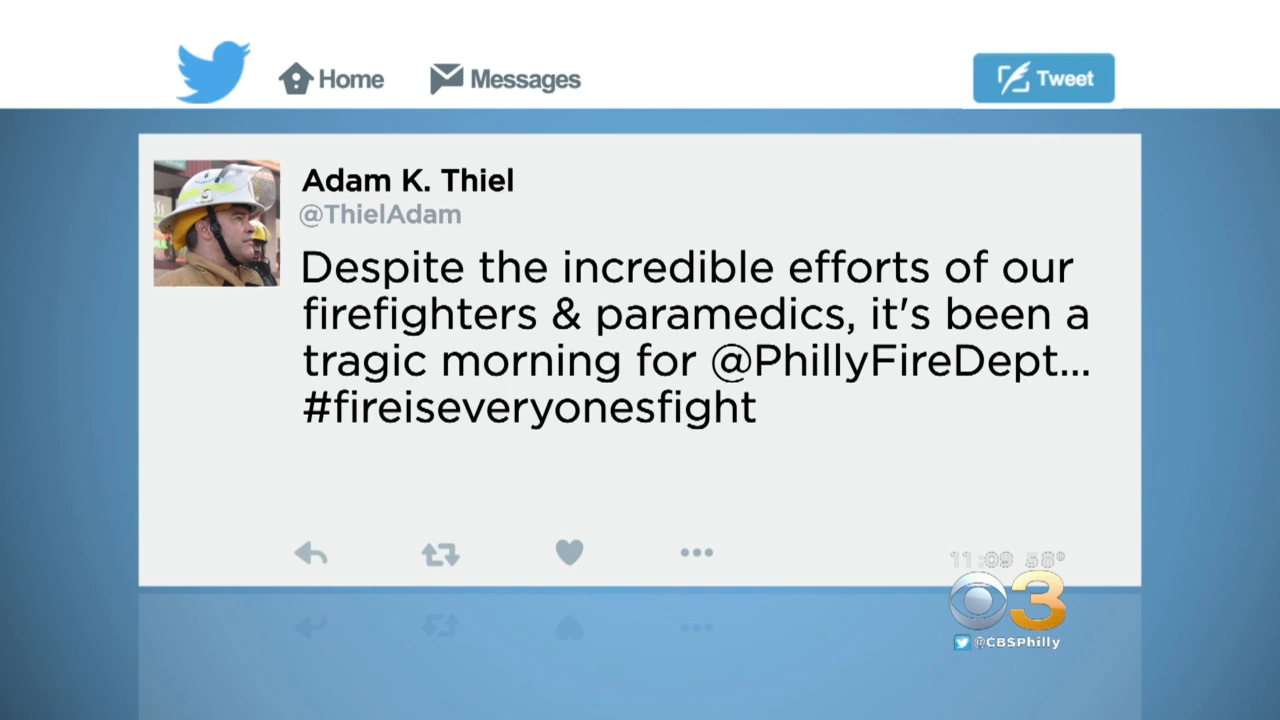 Home Messages Tweet
Adam K. Thiel
@ThielAdam
Despite the incredible efforts of our
firefighters & paramedics, it's been a
tragic morning for @PhillyFireDept...
#fireiseveryonesfight
11:09 58°
3
@CBSPhilly